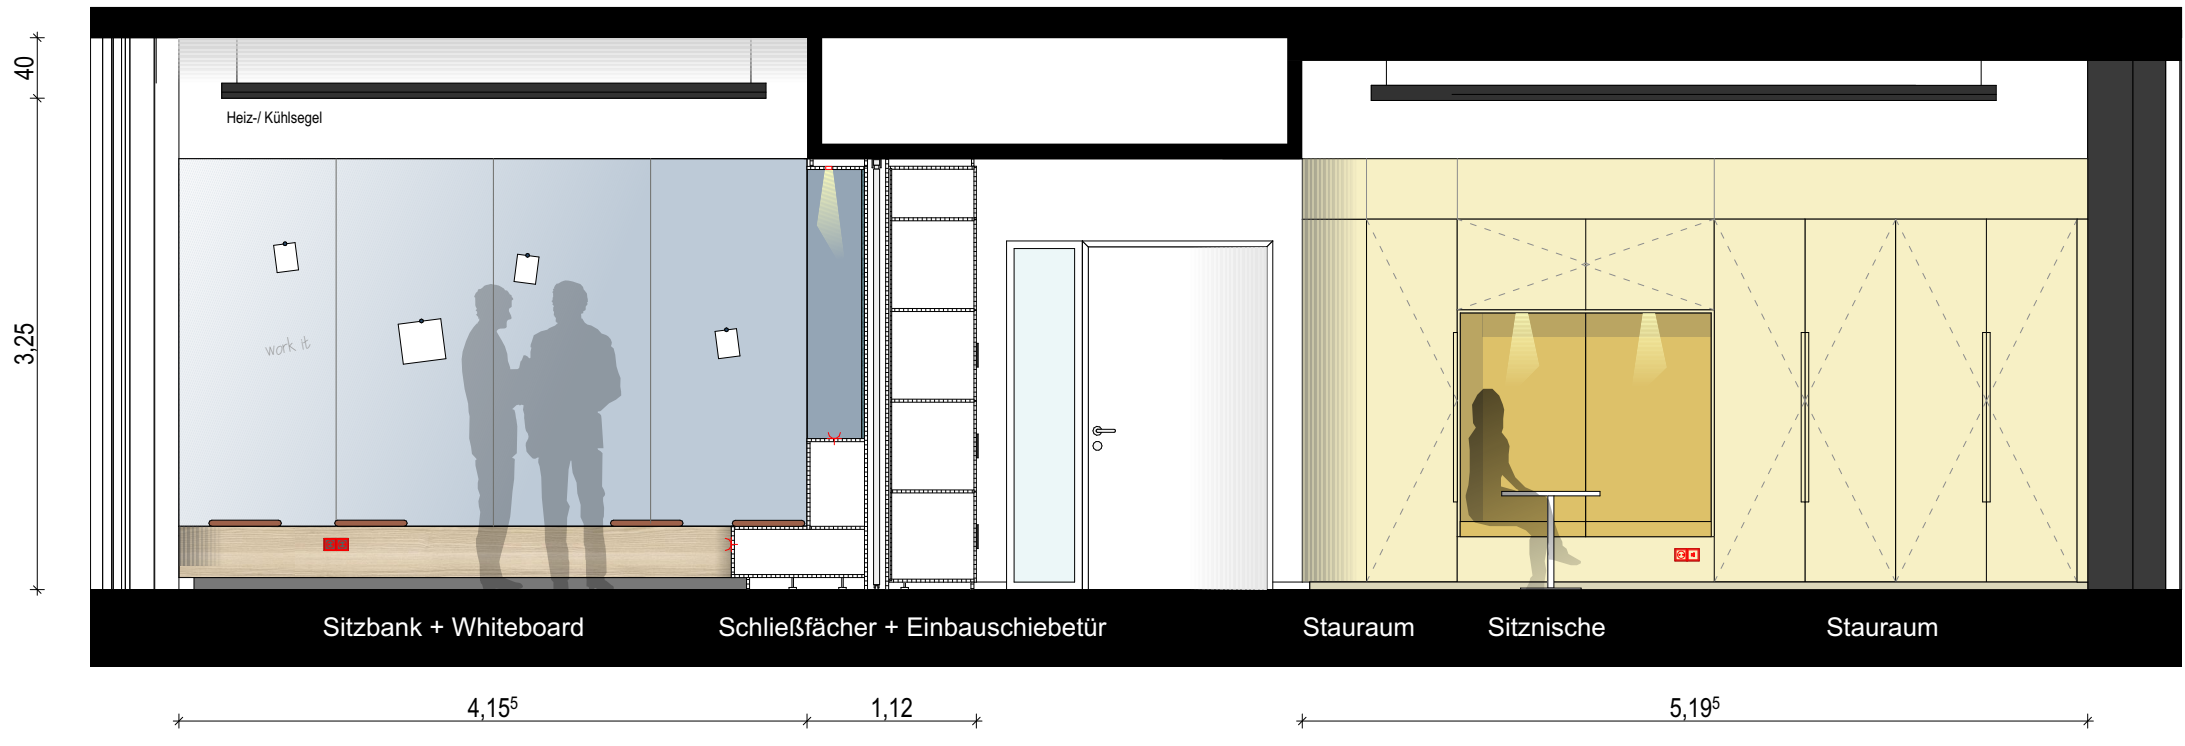 40
Heiz-/ Kühlsegel
3,25
work it
Sitzbank + Whiteboard
Schließfächer + Einbauschiebetür
Stauraum
Sitznische
Stauraum
4,15⁵
1,12
5,19⁵